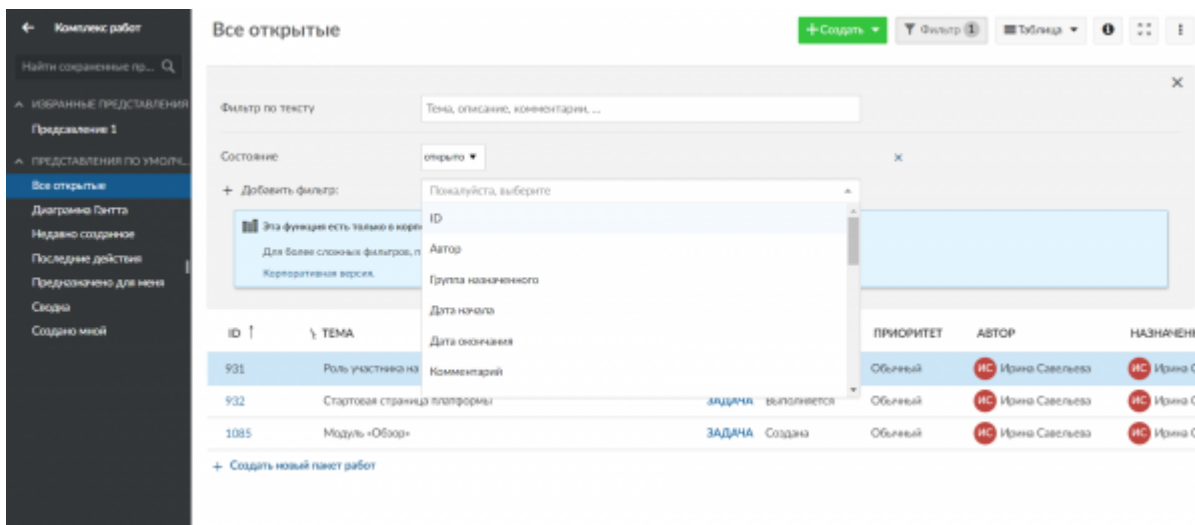 Комплекс работ
Все открытые
+ Создать
Фильтр 1
Таблица
Найти сохраненные пр...
ИЗБРАННЫЕ ПРЕДСТАВЛЕНИЯ
Представление 1
ПРЕДСТАВЛЕНИЯ ПО УМОЛЧ...
Все открытые
Диаграмма Гантта
Недавно созданное
Последние действия
Предназначено для меня
Сводка
Создано мной
Фильтр по тексту
Тема, описание, комментарии, ...
Состояние
открыто
+ Добавить фильтр:
Пожалуйста, выберите
ID
Автор
Группа назначенного
Дата начала
Дата окончания
Комментарий
Эта функция есть только в корп
Для более сложных фильтров, п
Корпоративная версия.
ID ТЕМА ПРИОРИТЕТ АВТОР НАЗНАЧЕНН
931 Роль участника на Обычный ИС Ирина Савельева ИС Ирина С
932 Стартовая страница платформы ЗАДАЧА Выполняется Обычный ИС Ирина Савельева ИС Ирина С
1085 Модуль «Обзор» ЗАДАЧА Создана Обычный ИС Ирина Савельева ИС Ирина С
+ Создать новый пакет работ